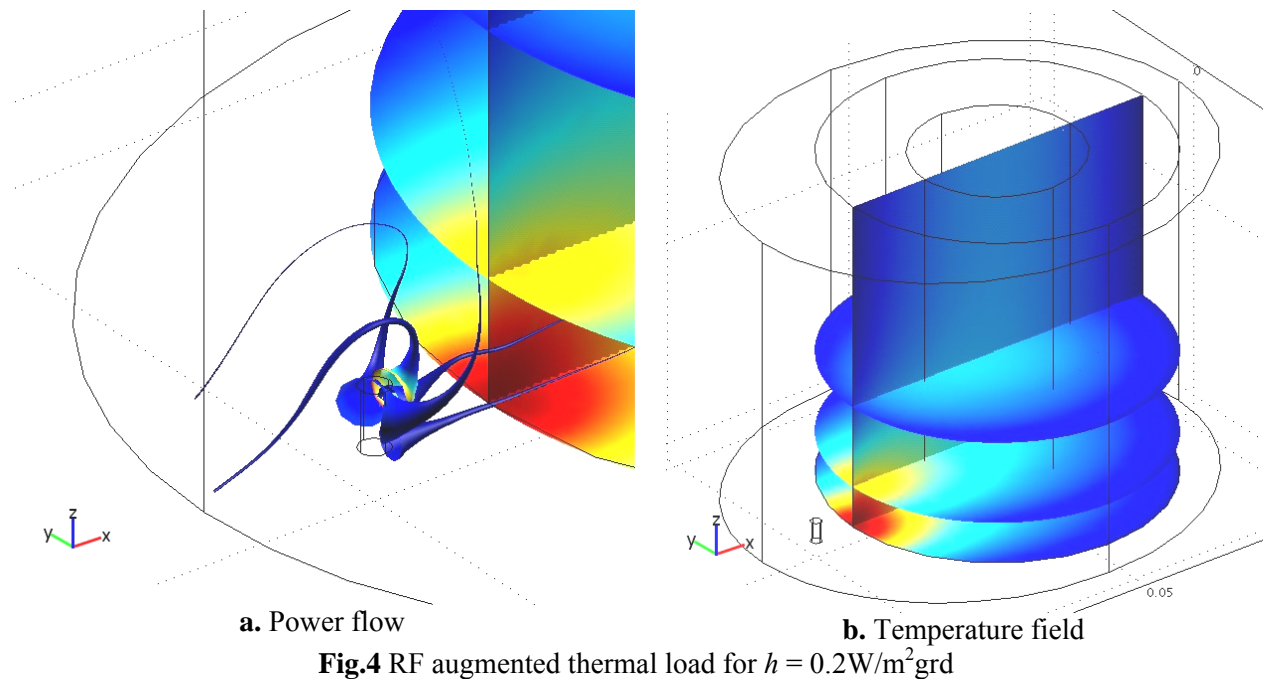 0
z
y
x
z
y
x
0.05
a. Power flow
b. Temperature field
Fig.4 RF augmented thermal load for h = 0.2W/m²grd